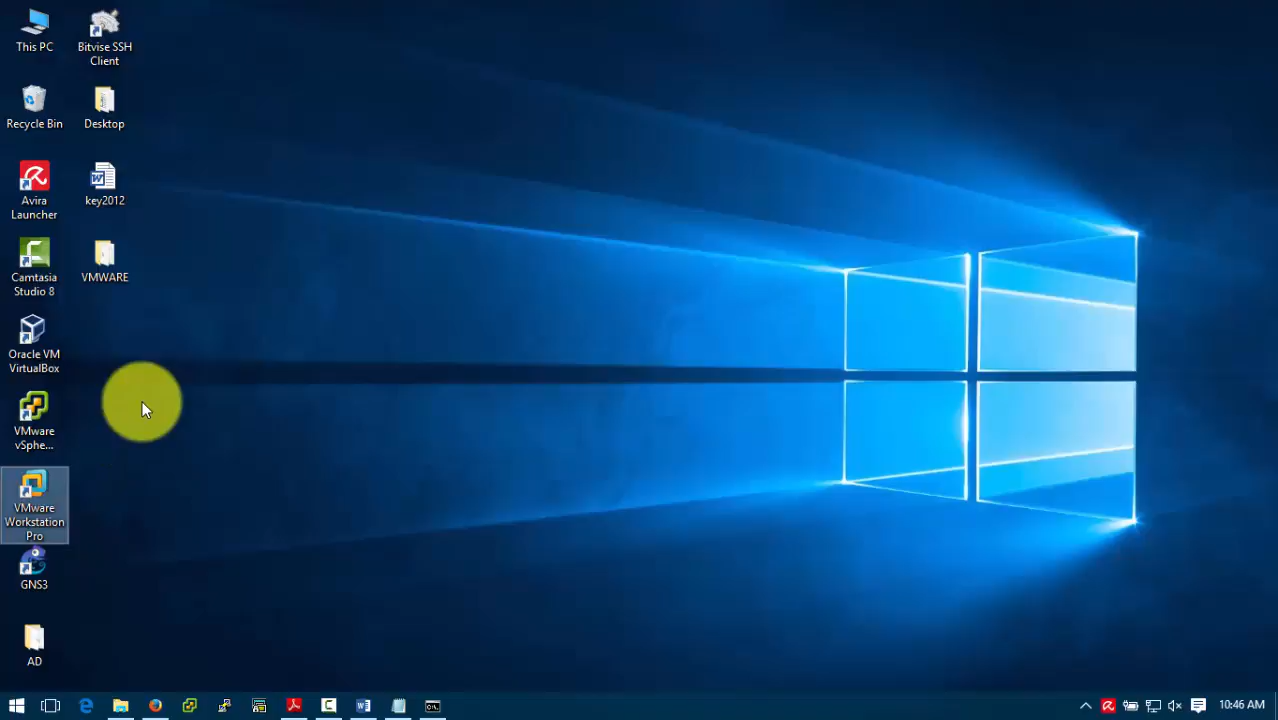 This PC
Bitvise SSH
Client
Recycle Bin
Desktop
Avira
Launcher
key2012
Camtasia
Studio 8
VMWARE
Oracle VM
VirtualBox
VMware
vSphe...
VMware
Workstation
Pro
GNS3
AD
10:46 AM